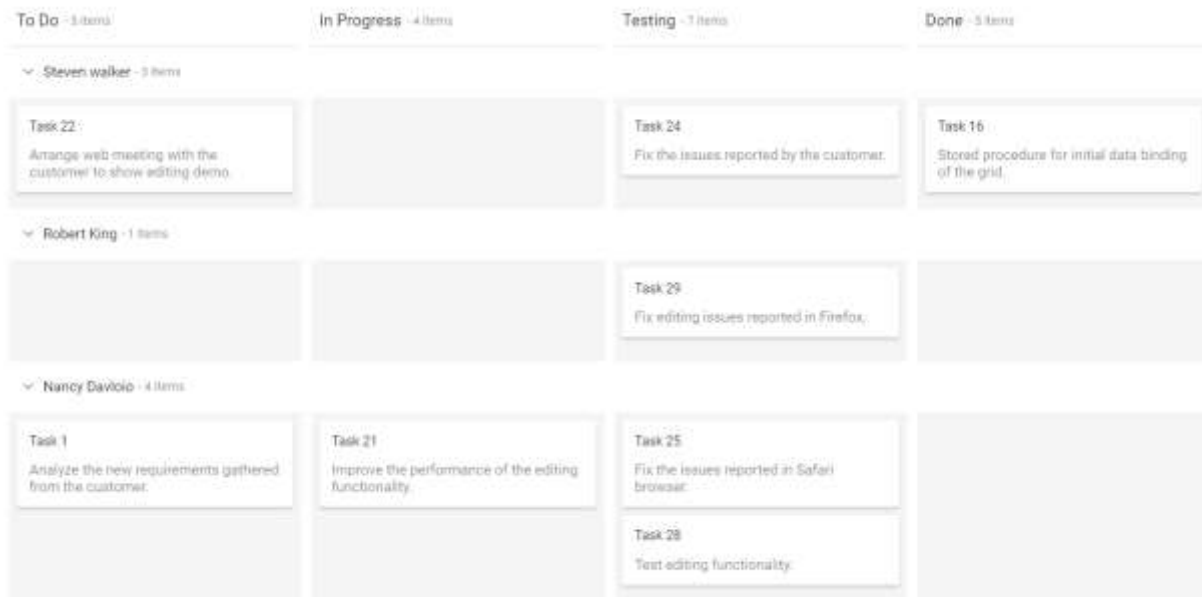 To Do - 5 items
In Progress - 4 items
Testing - 7 items
Done - 5 items
Steven walker - 3 items
Task 22
Arrange web meeting with the
customer to show editing demo.
Task 24
Fix the issues reported by the customer.
Task 16
Stored procedure for initial data binding
of the grid.
Robert King - 1 items
Task 29
Fix editing issues reported in Firefox.
Nancy Davloio - 4 items
Task 1
Analyze the new requirements gathered
from the customer.
Task 21
Improve the performance of the editing
functionality.
Task 25
Fix the issues reported in Safari
browser.
Task 28
Test editing functionality.